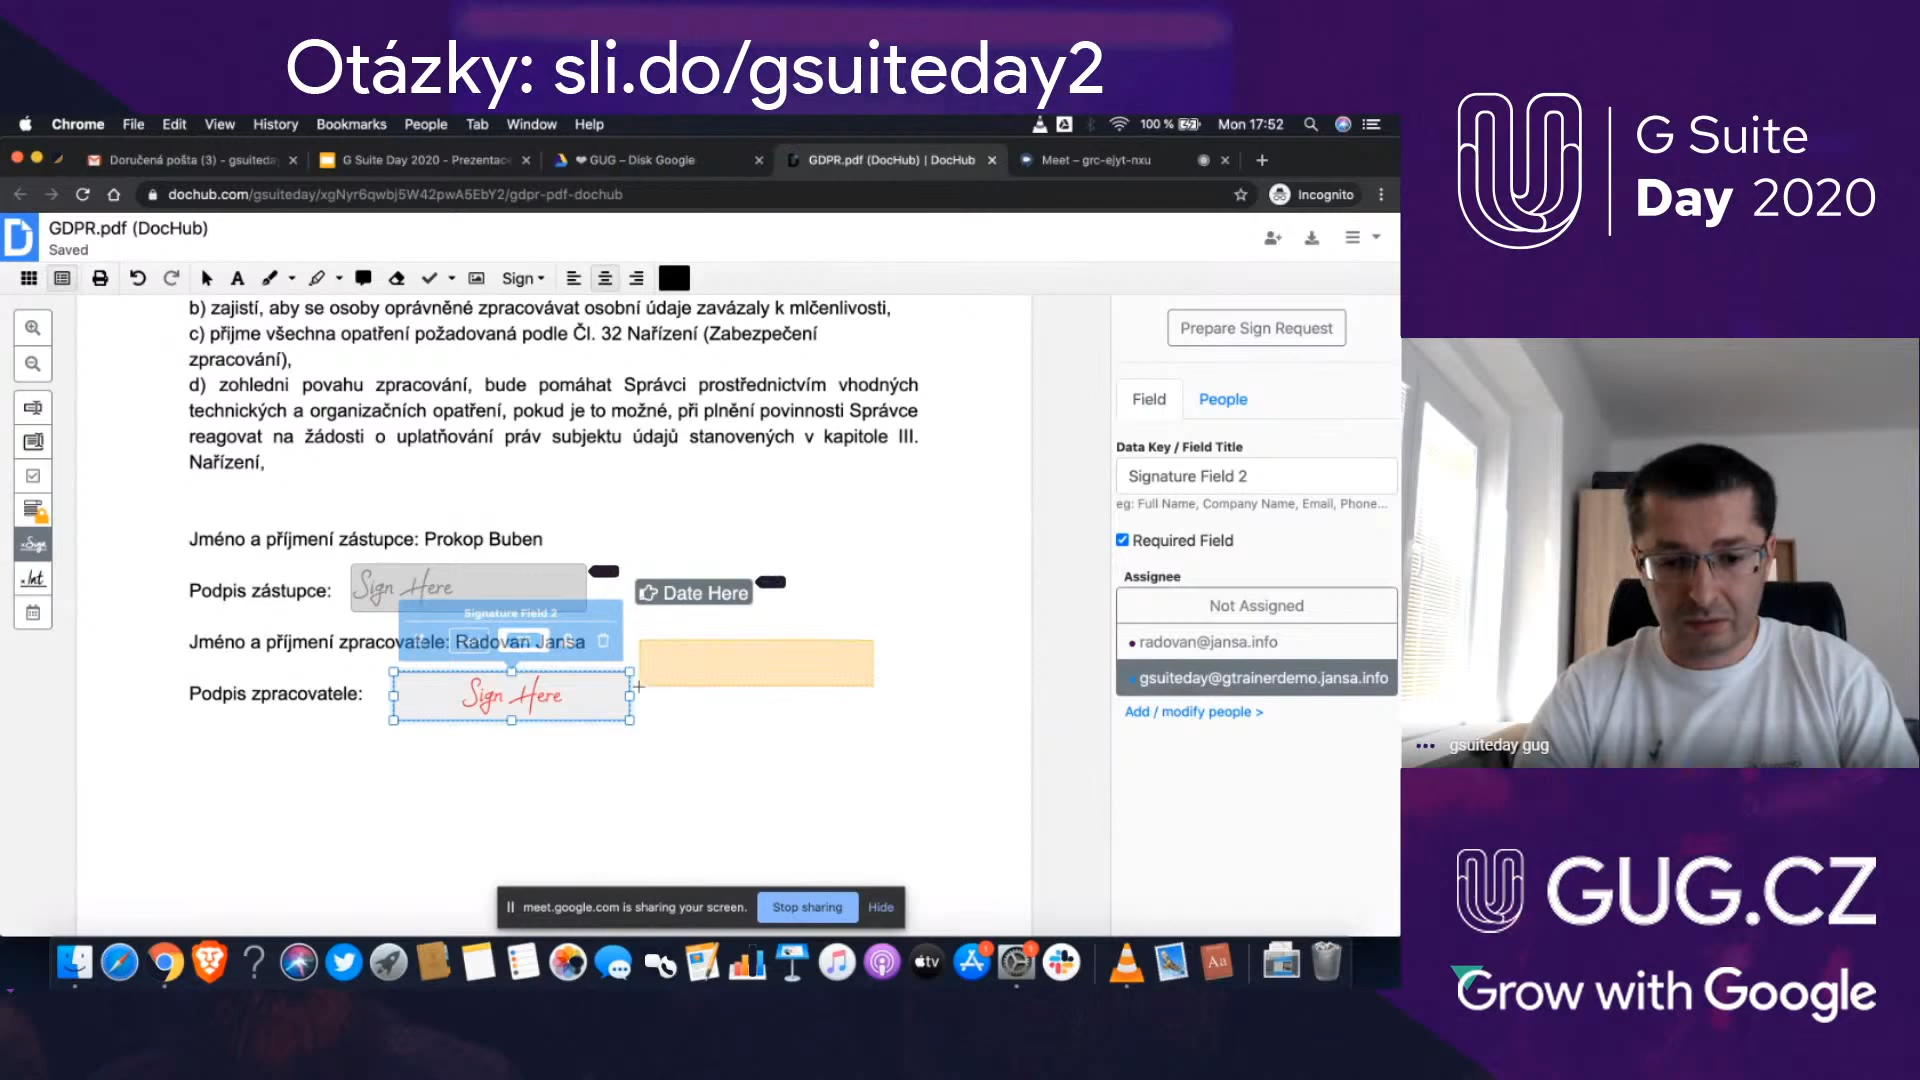 Otázky: sli.do/gsuiteday2
Chrome File Edit View History Bookmarks People Tab Window Help 100 % Mon 17:52
Doručená pošta (3) - gsuiteda
G Suite Day 2020 - Prezentac
GUG – Disk Google
GDPR.pdf (DocHub) | DocHub
Meet – grc-ejyt-nxu
dochub.com/gsuiteday/xgNyr6qwbj5W42pwA5EbY2/gdpr-pdf-dochub
Incognito
GDPR.pdf (DocHub)
Saved
Sign
b) zajistí, aby se osoby oprávněné zpracovávat osobní údaje zavázaly k mlčenlivosti,
c) přijme všechna opatření požadovaná podle Čl. 32 Nařízení (Zabezpečení
zpracování),
d) zohledni povahu zpracování, bude pomáhat Správci prostřednictvím vhodných
technických a organizačních opatření, pokud je to možné, při plnění povinnosti Správce
reagovat na žádosti o uplatňování práv subjektu údajů stanovených v kapitole III.
Nařízení,
Jméno a příjmení zástupce: Prokop Buben
Podpis zástupce: Sign Here Date Here
Signature Field 2
Jméno a příjmení zpracovatele: Radovan Jansa
Podpis zpracovatele: Sign Here
Prepare Sign Request
Field People
Data Key / Field Title
Signature Field 2
eg: Full Name, Company Name, Email, Phone...
Required Field
Assignee
Not Assigned
radovan@jansa.info
gsuiteday@gtrainerdemo.jansa.info
Add / modify people >
meet.google.com is sharing your screen. Stop sharing Hide
G Suite
Day 2020
gsuiteday gug
GUG.CZ
Grow with Google